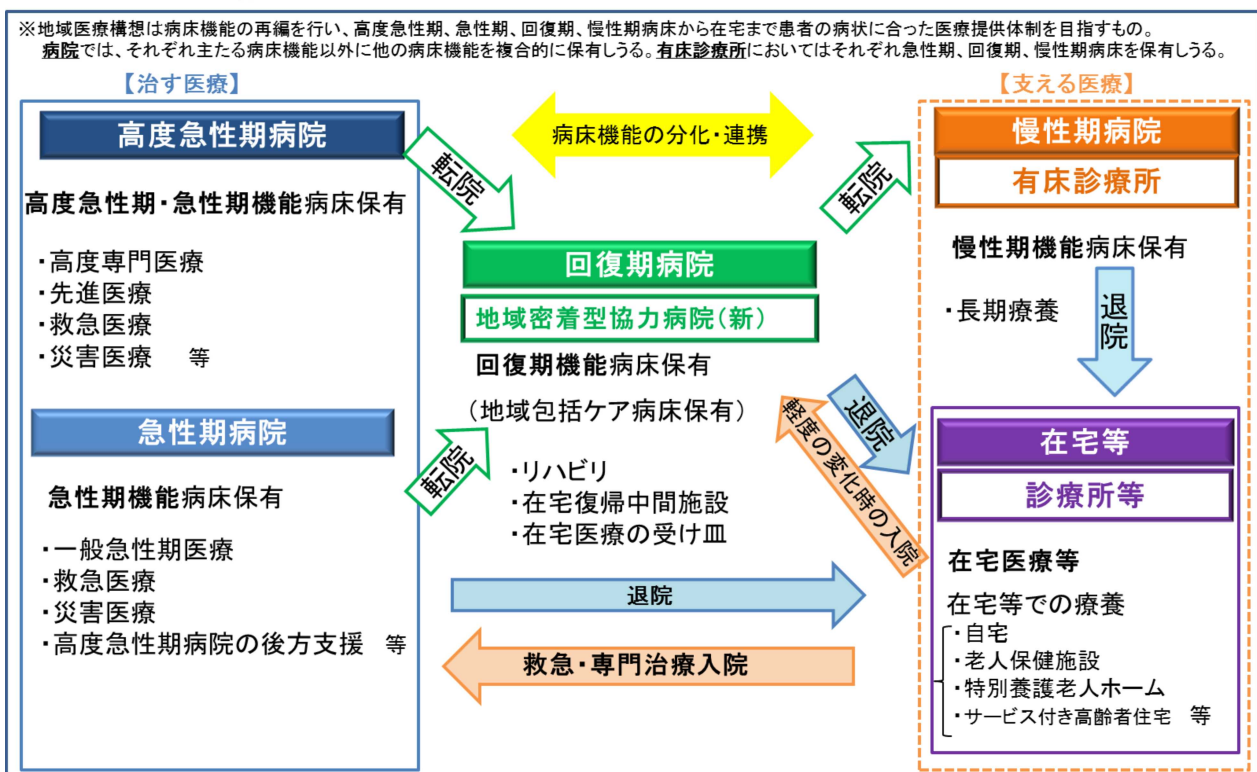 ※地域医療構想は病床機能の再編を行い、高度急性期、急性期、回復期、慢性期病床から在宅まで患者の病状に合った医療提供体制を目指すもの。
病院では、それぞれ主たる病床機能以外に他の病床機能を複合的に保有しうる。有床診療所においてはそれぞれ急性期、回復期、慢性期病床を保有しうる。
【治す医療】
高度急性期病院
高度急性期・急性期機能病床保有
・高度専門医療
・先進医療
・救急医療
・災害医療 等
急性期病院
急性期機能病床保有
・一般急性期医療
・救急医療
・災害医療
・高度急性期病院の後方支援 等
病床機能の分化・連携
転院
転院
転院
回復期病院
地域密着型協力病院(新)
回復期機能病床保有
(地域包括ケア病床保有)
・リハビリ
・在宅復帰中間施設
・在宅医療の受け皿
退院
軽度の変化時の入院
退院
救急・専門治療入院
【支える医療】
慢性期病院
有床診療所
慢性期機能病床保有
・長期療養
退院
在宅等
診療所等
在宅医療等
在宅等での療養
・自宅
・老人保健施設
・特別養護老人ホーム
・サービス付き高齢者住宅 等